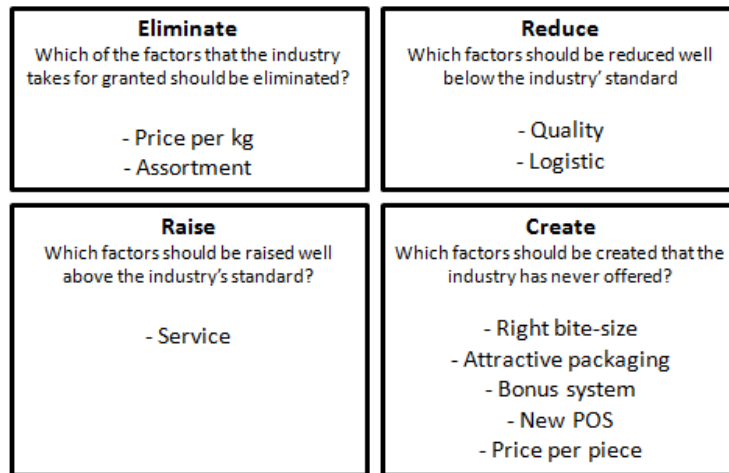 Eliminate
Which of the factors that the industry
takes for granted should be eliminated?
- Price per kg
- Assortment
Reduce
Which factors should be reduced well
below the industry' standard
- Quality
- Logistic
Raise
Which factors should be raised well
above the industry's standard?
- Service
Create
Which factors should be created that the
industry has never offered?
- Right bite-size
- Attractive packaging
- Bonus system
- New POS
- Price per piece